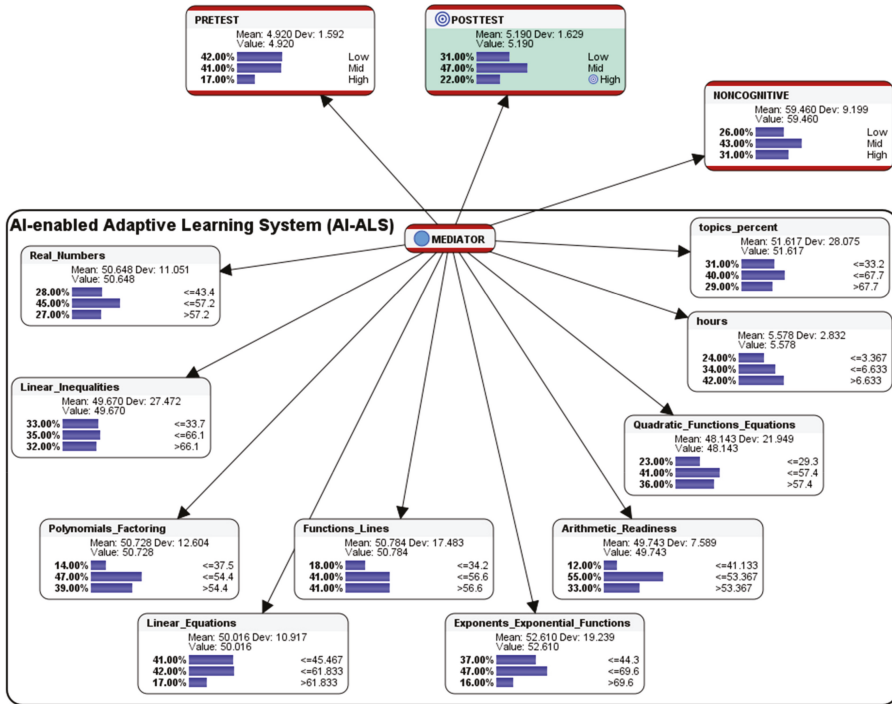 PRETEST
Mean: 4.920 Dev: 1.592
Value: 4.920
42.00% Low
41.00% Mid
17.00% High
POSTTEST
Mean: 5.190 Dev: 1.629
Value: 5.190
31.00% Low
47.00% Mid
22.00% High
NONCOGNITIVE
Mean: 59.460 Dev: 9.199
Value: 59.460
26.00% Low
43.00% Mid
31.00% High
AI-enabled Adaptive Learning System (AI-ALS)
MEDIATOR
topics_percent
Mean: 51.617 Dev: 28.075
Value: 51.617
31.00% <=33.2
40.00% <=67.7
29.00% >67.7
Real_Numbers
Mean: 50.648 Dev: 11.051
Value: 50.648
28.00% <=43.4
45.00% <=57.2
27.00% >57.2
hours
Mean: 5.578 Dev: 2.832
Value: 5.578
24.00% <=3.367
34.00% <=6.633
42.00% >6.633
Linear_Inequalities
Mean: 49.670 Dev: 27.472
Value: 49.670
33.00% <=33.7
35.00% <=66.1
32.00% >66.1
Quadratic_Functions_Equations
Mean: 48.143 Dev: 21.949
Value: 48.143
23.00% <=29.3
41.00% <=57.4
36.00% >57.4
Polynomials_Factoring
Mean: 50.728 Dev: 12.604
Value: 50.728
14.00% <=37.5
47.00% <=54.4
39.00% >54.4
Functions_Lines
Mean: 50.784 Dev: 17.483
Value: 50.784
18.00% <=34.2
41.00% <=56.6
41.00% >56.6
Arithmetic_Readiness
Mean: 49.743 Dev: 7.589
Value: 49.743
12.00% <=41.133
55.00% <=53.367
33.00% >53.367
Linear_Equations
Mean: 50.016 Dev: 10.917
Value: 50.016
41.00% <=45.467
42.00% <=61.833
17.00% >61.833
Exponents_Exponential_Functions
Mean: 52.610 Dev: 19.239
Value: 52.610
37.00% <=44.3
47.00% <=69.6
16.00% >69.6